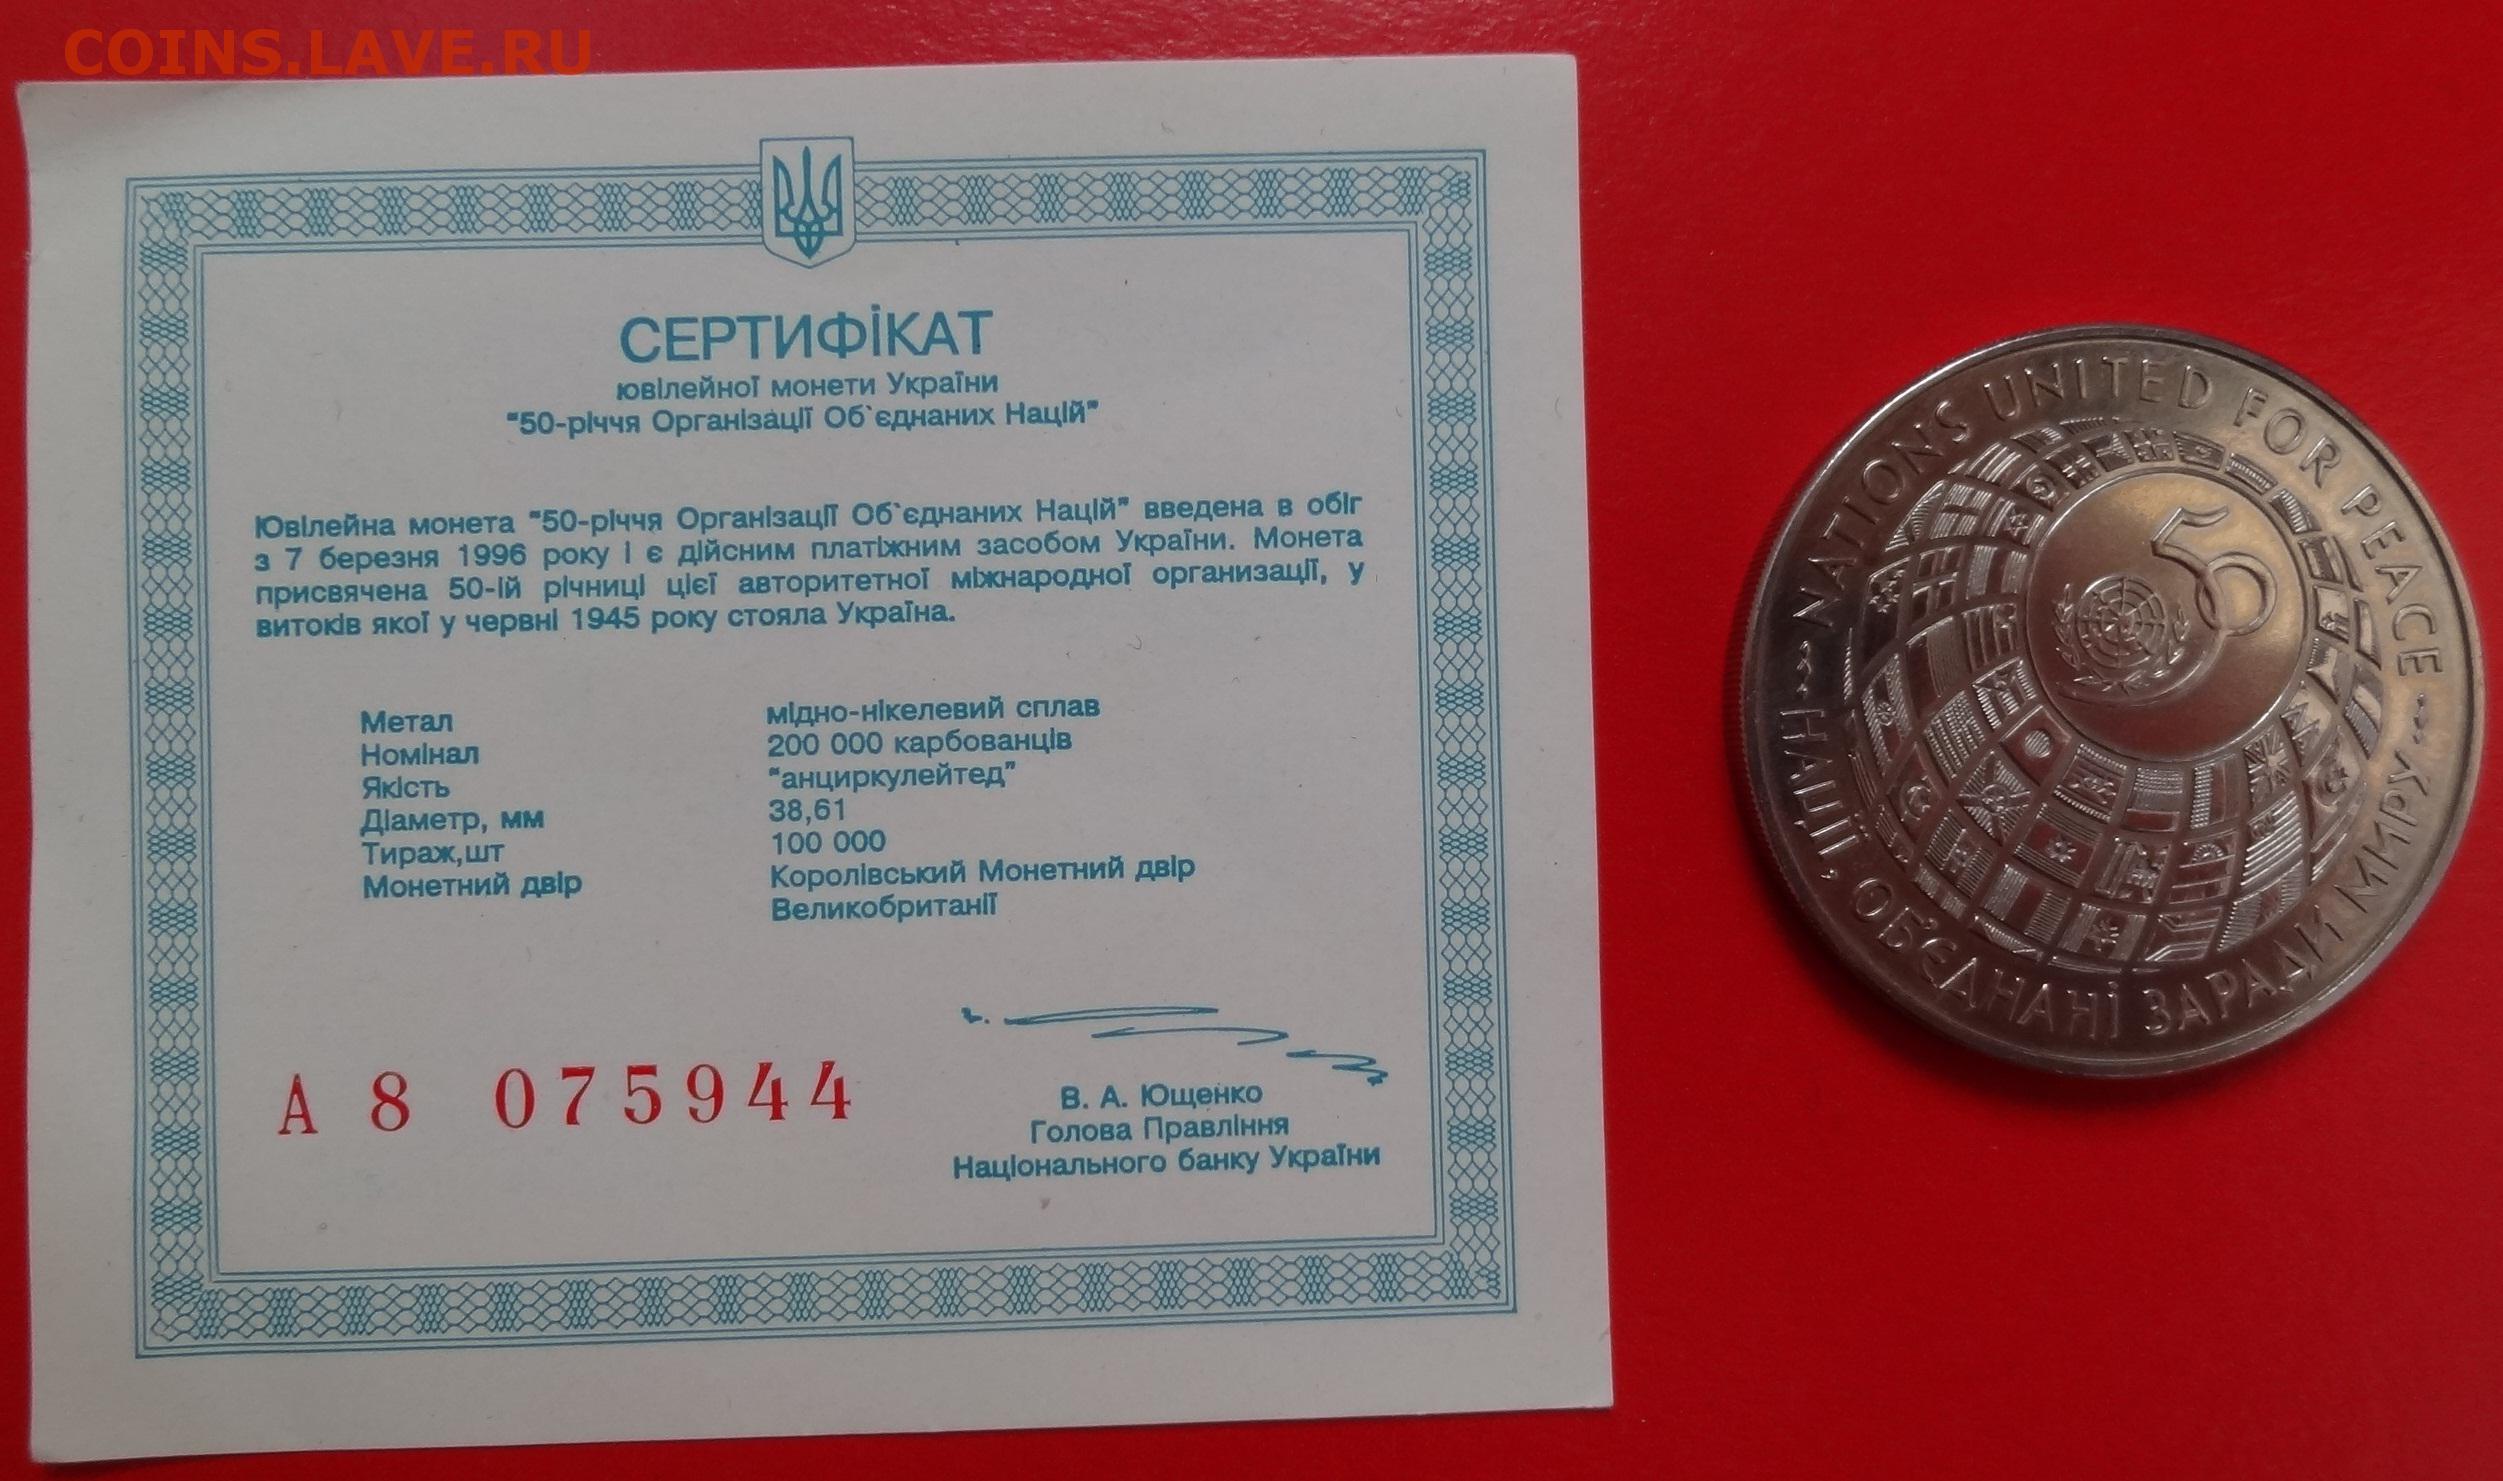 COINS.LAVE.RU
СЕРТИФІКАТ
ювілейної монети України
"50-річчя Організації Об`єднаних Націй"
Ювілейна монета "50-річчя Організації Об`єднаних Націй" введена в обіг
з 7 березня 1996 року і є дійсним платіжним засобом України. Монета
присвячена 50-ій річниці цієї авторитетної міжнародної организації, у
витоків якої у червні 1945 року стояла Україна.
Метал мідно-нікелевий сплав
Номінал 200 000 карбованців
Якість "анциркулейтед"
Діаметр, мм 38,61
Тираж,шт 100 000
Монетний двір Королівський Монетний двір
Великобританії
А 8 075944
В. А. Ющенко
Голова Правління
Національного банку України
NATIONS UNITED FOR PEACE
НАЦІЇ, ОБ'ЄДНАНІ ЗАРАДИ МИРУ
50